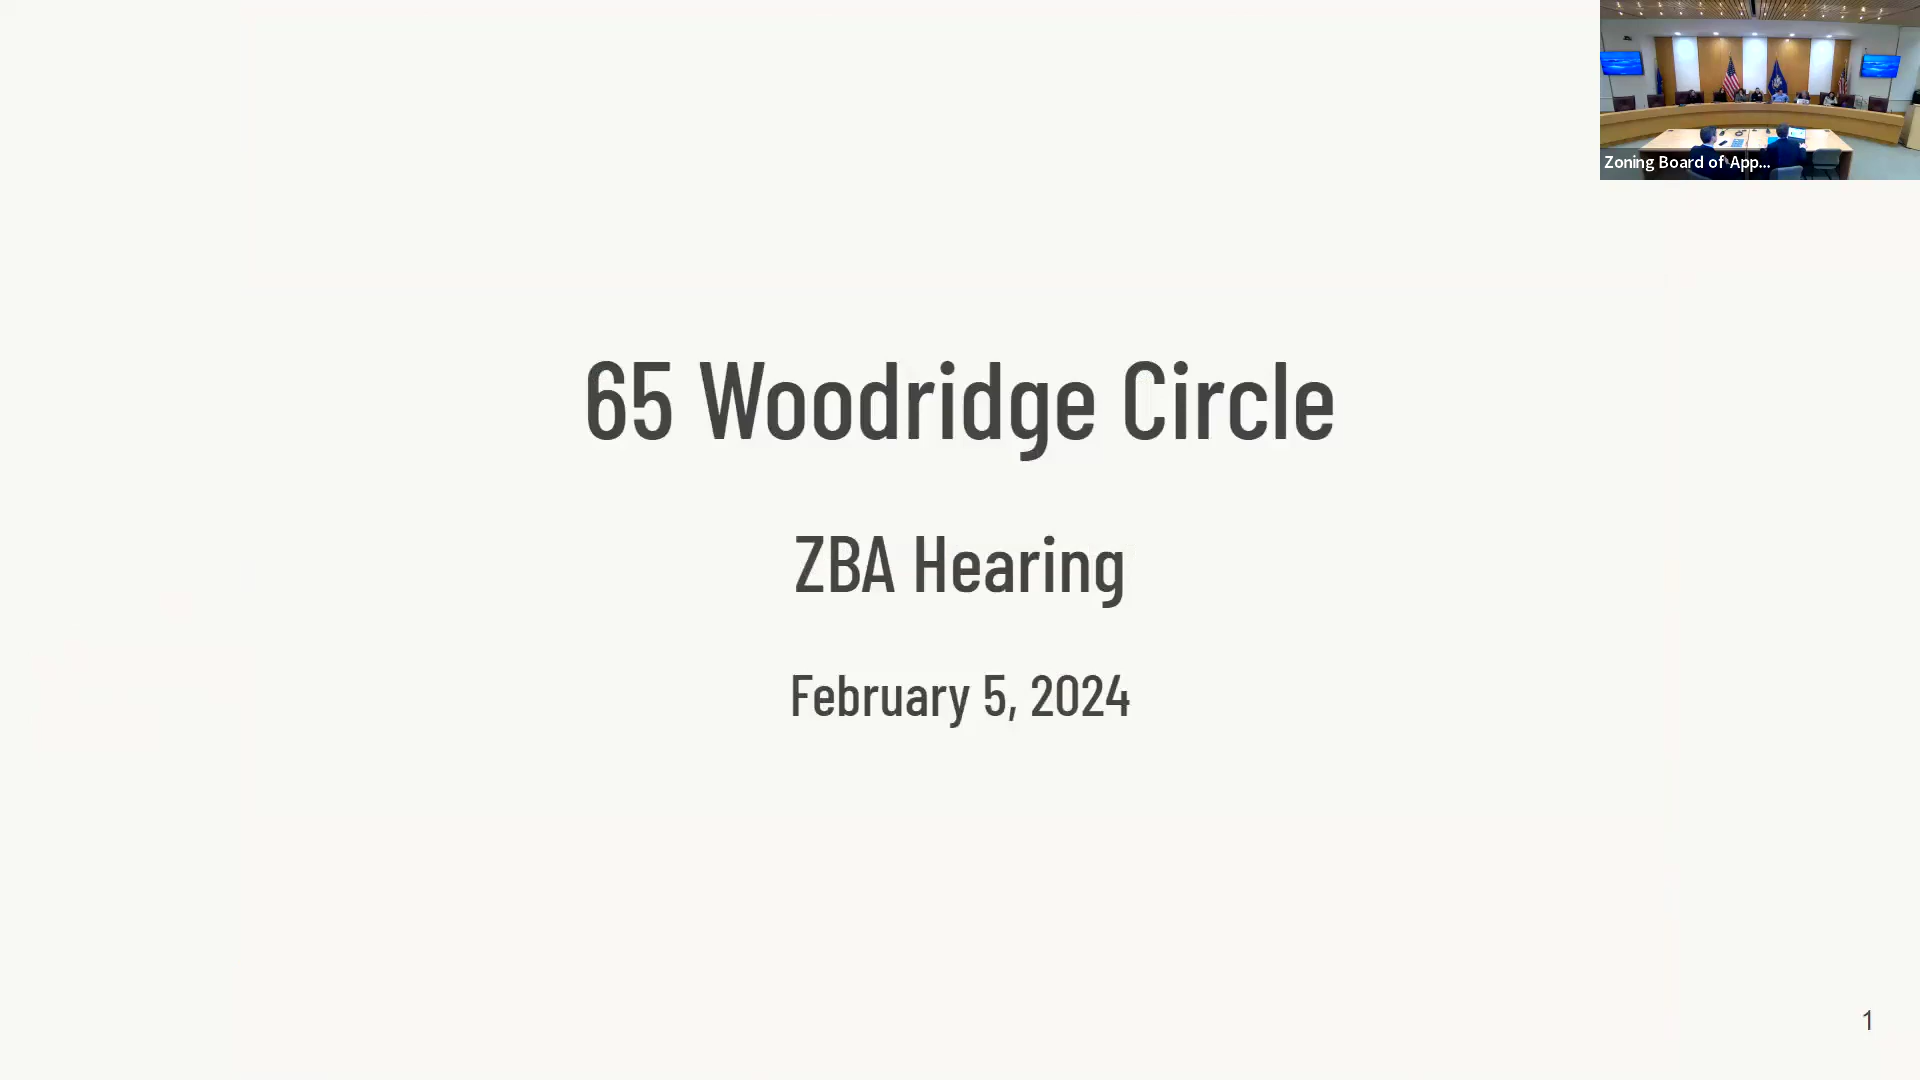 Zoning Board of App...
65 Woodridge Circle
ZBA Hearing
February 5, 2024
1